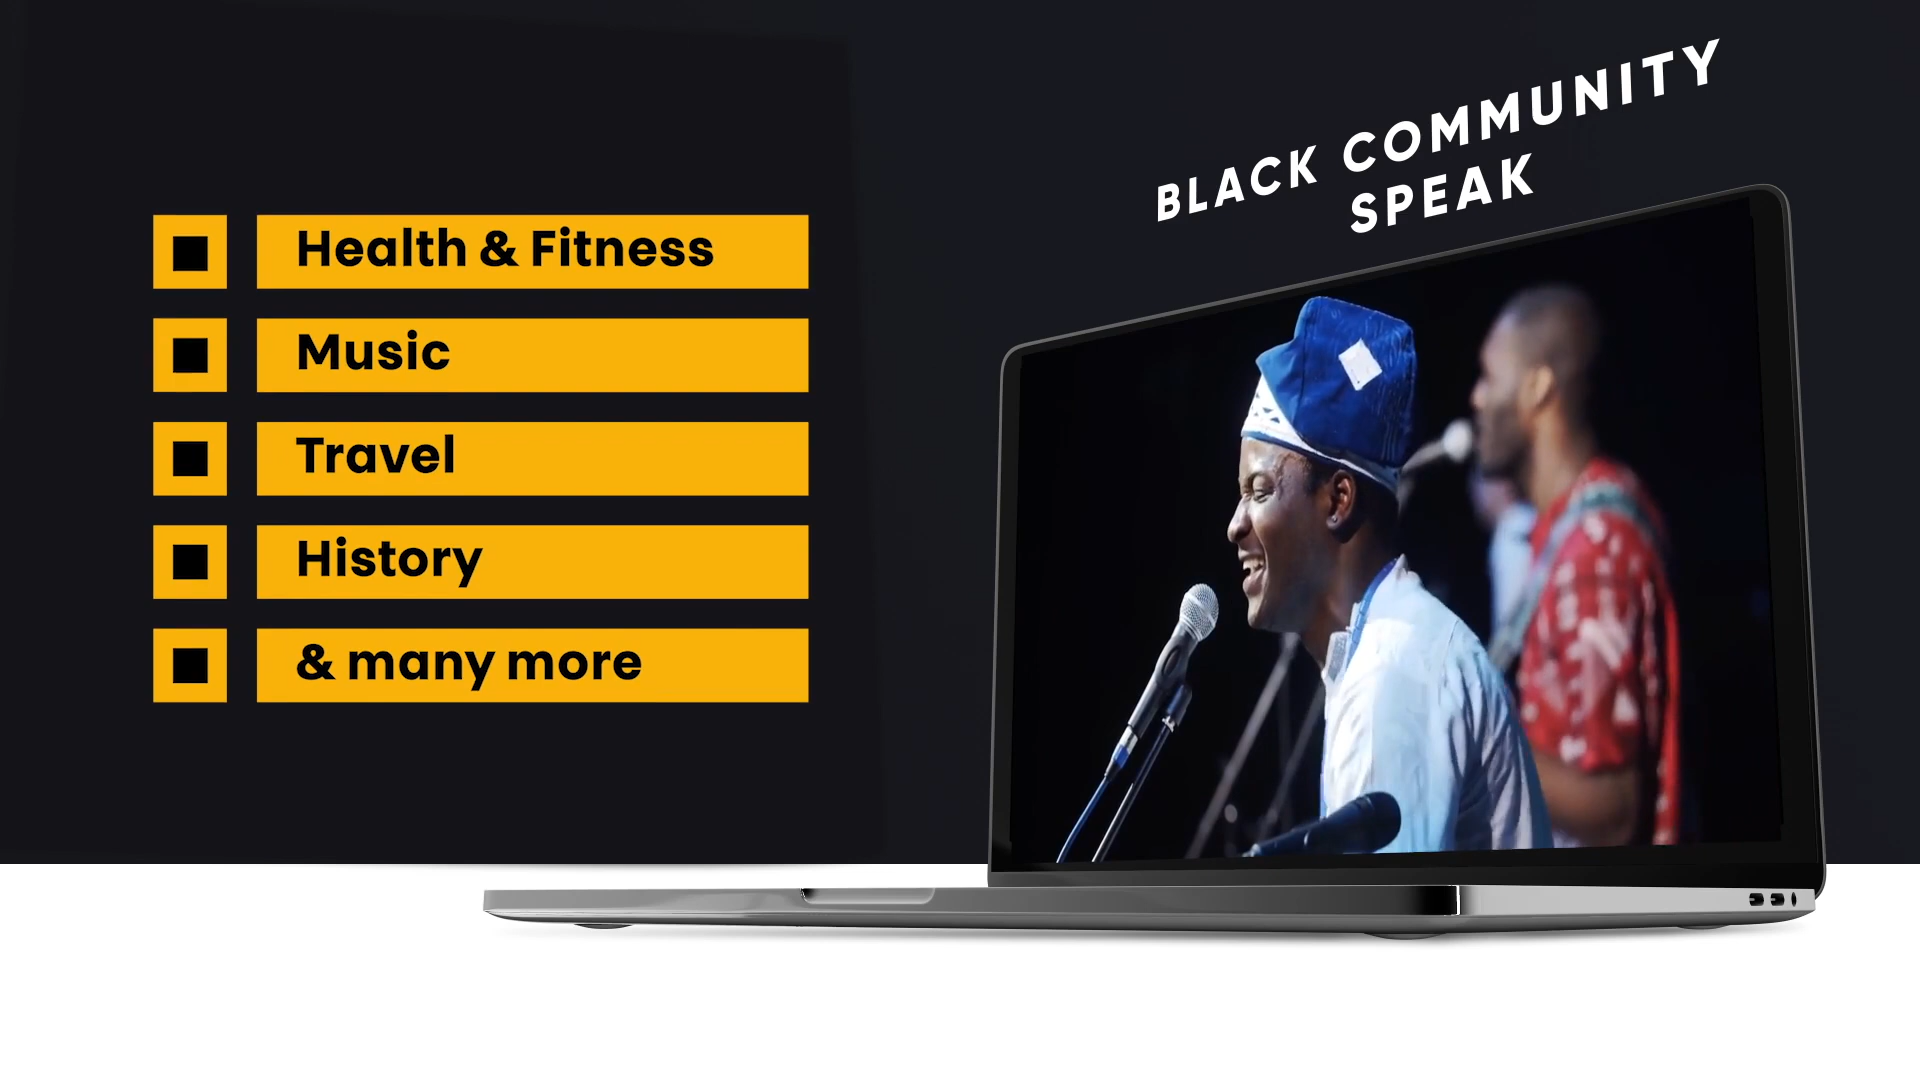 BLACK COMMUNITY
SPEAK
Health & Fitness
Music
Travel
History
& many more